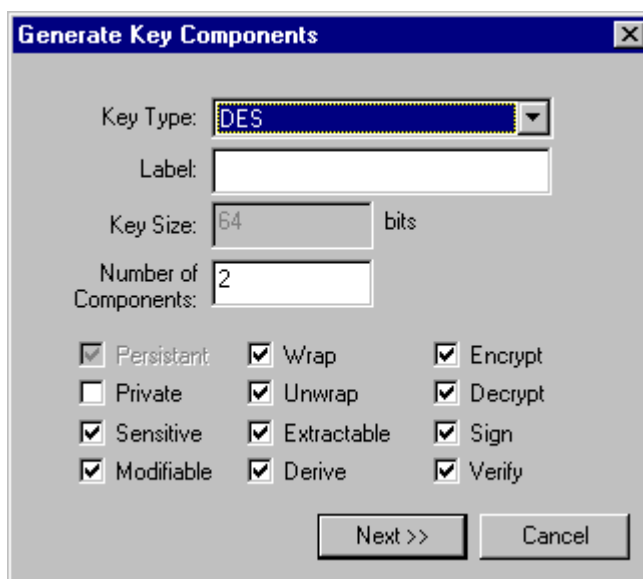 Generate Key Components
Key Type: DES
Label:
Key Size: 64 bits
Number of Components: 2
Persistant Wrap Encrypt
Private Unwrap Decrypt
Sensitive Extractable Sign
Modifiable Derive Verify
Next >> Cancel